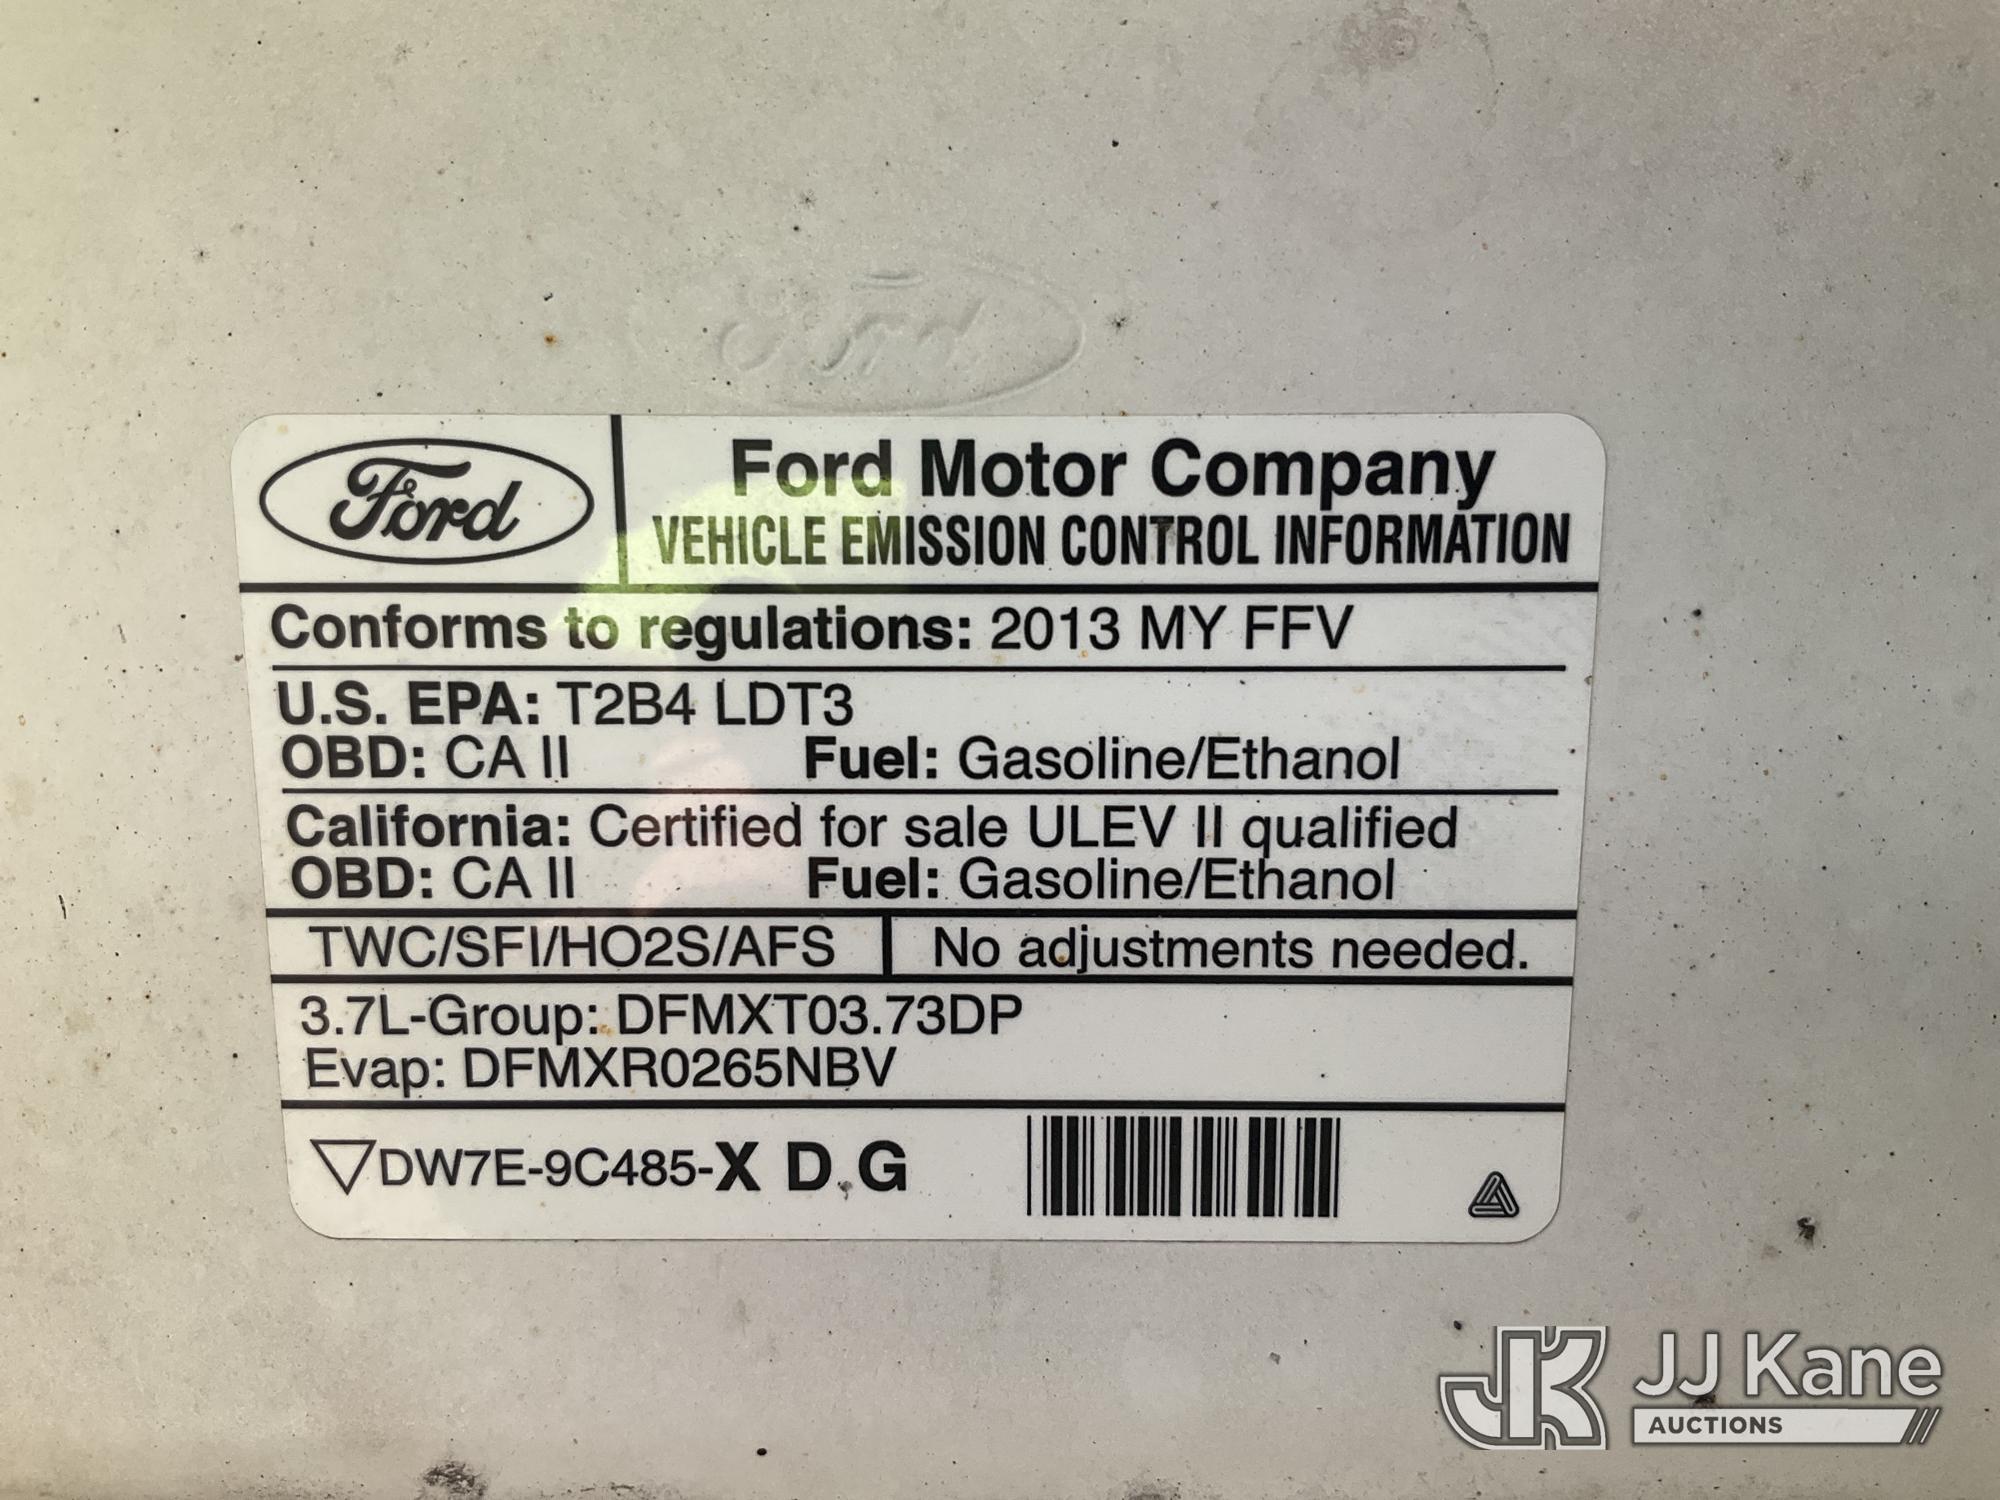 Ford
Ford
Ford Motor Company
VEHICLE EMISSION CONTROL INFORMATION
Conforms to regulations: 2013 MY FFV
U.S. EPA: T2B4 LDT3
OBD: CA II Fuel: Gasoline/Ethanol
California: Certified for sale ULEV II qualified
OBD: CA II Fuel: Gasoline/Ethanol
TWC/SFI/HO2S/AFS No adjustments needed.
3.7L-Group: DFMXT03.73DP
Evap: DFMXR0265NBV
DW7E-9C485-X D G
JK JJ Kane
AUCTIONS